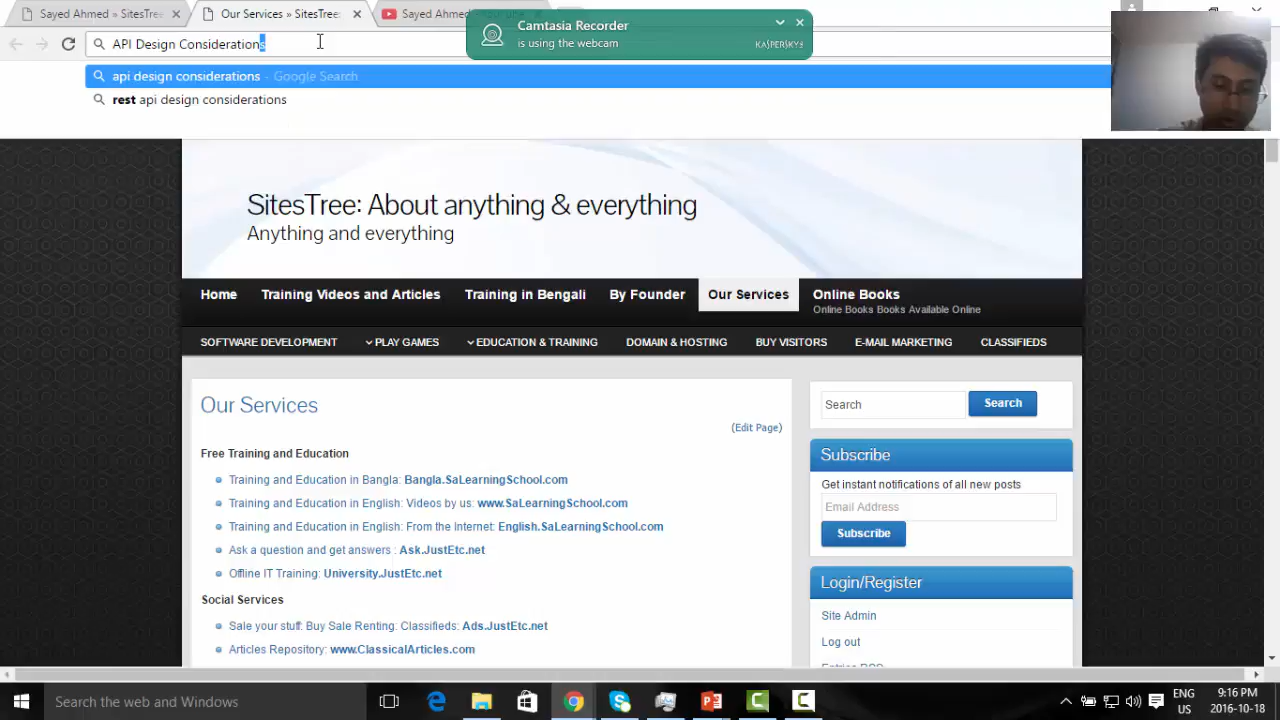 Sayed Ahmed » SitesTree
Our Services » SitesTree:
Sayed Ahmed - YouTube
Camtasia Recorder
is using the webcam
KASPERSKY
API Design Considerations
api design considerations - Google Search
rest api design considerations
SitesTree: About anything & everything
Anything and everything
Home
Training Videos and Articles
Training in Bengali
By Founder
Our Services
Online Books
Online Books Books Available Online
SOFTWARE DEVELOPMENT
PLAY GAMES
EDUCATION & TRAINING
DOMAIN & HOSTING
BUY VISITORS
E-MAIL MARKETING
CLASSIFIEDS
Our Services
(Edit Page)
Free Training and Education
Training and Education in Bangla: Bangla.SaLearningSchool.com
Training and Education in English: Videos by us: www.SaLearningSchool.com
Training and Education in English: From the Internet: English.SaLearningSchool.com
Ask a question and get answers : Ask.JustEtc.net
Offline IT Training: University.JustEtc.net
Social Services
Sale your stuff: Buy Sale Renting: Classifieds: Ads.JustEtc.net
Articles Repository: www.ClassicalArticles.com
Search
Search
Subscribe
Get instant notifications of all new posts
Email Address
Subscribe
Login/Register
Site Admin
Log out
Entries RSS
Search the web and Windows
ENG
US
9:16 PM
2016-10-18